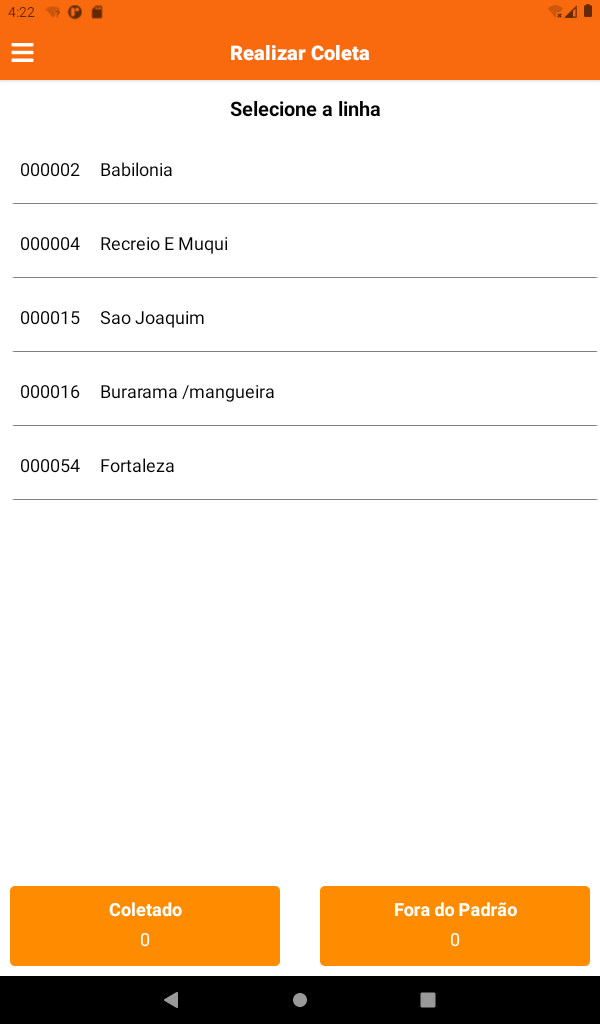 4:22
Realizar Coleta
Selecione a linha
000002 Babilonia
000004 Recreio E Muqui
000015 Sao Joaquim
000016 Burarama /mangueira
000054 Fortaleza
Coletado
0
Fora do Padrão
0